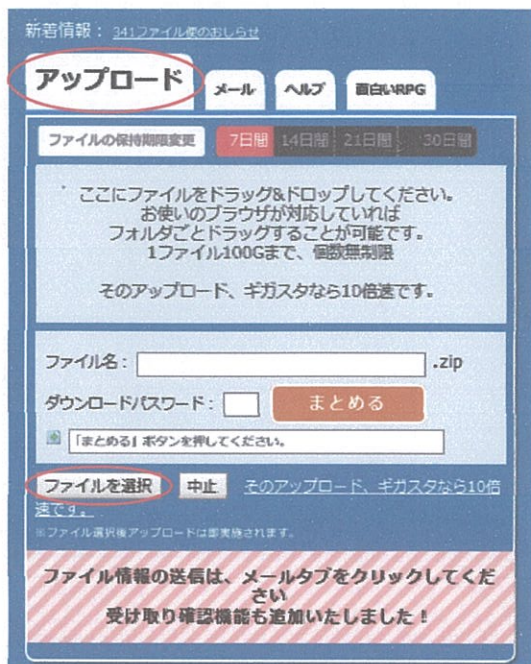 新着情報： 341ファイル便のおしらせ
アップロード メール ヘルプ 面白いRPG
ファイルの保持期限変更 7日間 14日間 21日間 30日間
ここにファイルをドラッグ&ドロップしてください。
お使いのブラウザが対応していれば
フォルダごとドラッグすることが可能です。
1ファイル100Gまで、個数無制限
そのアップロード、ギガスタなら10倍速です。
ファイル名： .zip
ダウンロードパスワード： まとめる
「まとめる」ボタンを押してください。
ファイルを選択 中止 そのアップロード、ギガスタなら10倍
速です。
※ファイル選択後アップロードは即実施されます。
ファイル情報の送信は、メールタブをクリックしてくだ
さい
受け取り確認機能も追加いたしました！